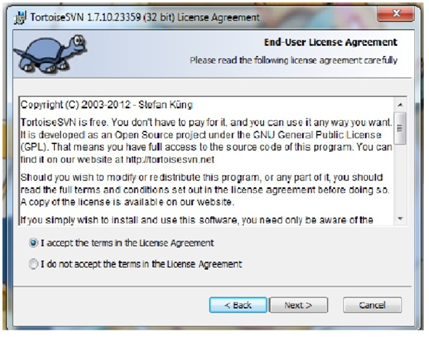 TortoiseSVN 1.7.10.23359 (32 bit) License Agreement
End-User License Agreement
Please read the following license agreement carefully
Copyright (C) 2003-2012 - Stefan Küng
TortoiseSVN is free. You don't have to pay for it, and you can use it any way you want.
It is developed as an Open Source project under the GNU General Public License
(GPL). That means you have full access to the source code of this program. You can
find it on our website at http://tortoisesvn.net
Should you wish to modify or redistribute this program, or any part of it, you should
read the full terms and conditions set out in the license agreement before doing so.
A copy of the license is available on our website.
If you simply wish to install and use this software, you need only be aware of the
I accept the terms in the License Agreement
I do not accept the terms in the License Agreement
< Back
Next >
Cancel